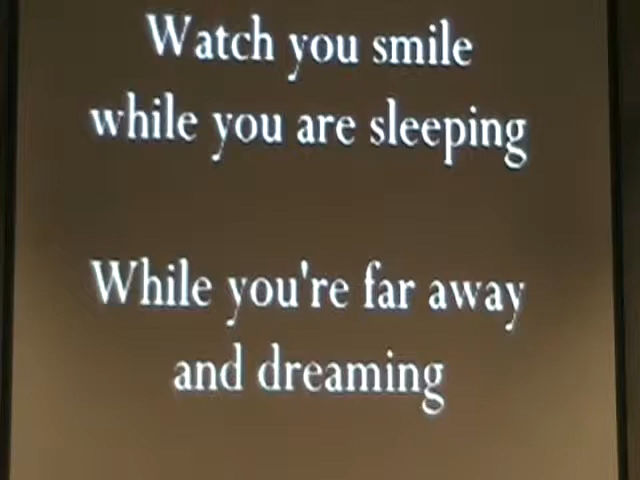 Watch you smile
while you are sleeping
While you're far away
and dreaming